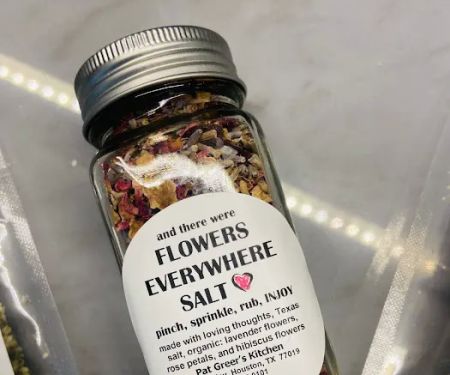 and there were
FLOWERS
EVERYWHERE
SALT
pinch, sprinkle, rub, INJOY
made with loving thoughts, Texas
salt, organic: lavender flowers,
rose petals, and hibiscus flowers
Pat Greer's Kitchen
Houston, TX 77019
0101